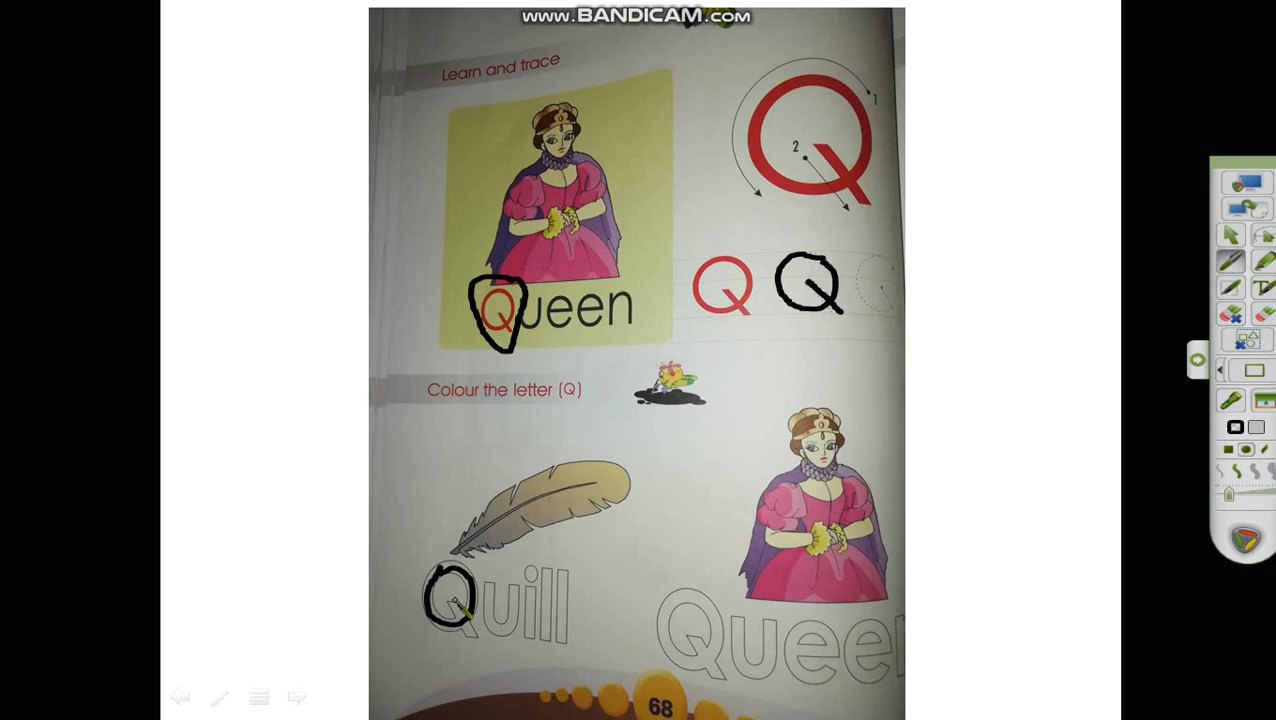 www.BANDICAM.com
Learn and trace
1
2
Q
Queen
Q Q
Colour the letter (Q)
Quill
Queen
68